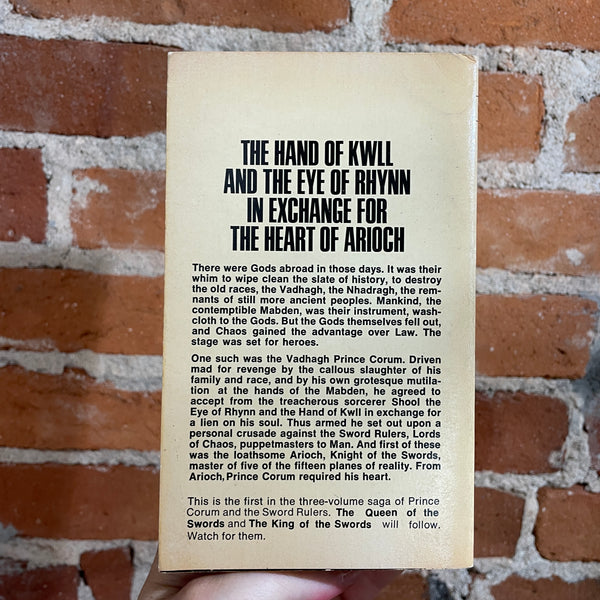 THE HAND OF KWLL
AND THE EYE OF RHYNN
IN EXCHANGE FOR
THE HEART OF ARIOCH
There were Gods abroad in those days. It was their
whim to wipe clean the slate of history, to destroy
the old races, the Vadhagh, the Nhadragh, the rem-
nants of still more ancient peoples. Mankind, the
contemptible Mabden, was their instrument, wash-
cloth to the Gods. But the Gods themselves fell out,
and Chaos gained the advantage over Law. The
stage was set for heroes.
One such was the Vadhagh Prince Corum. Driven
mad for revenge by the callous slaughter of his
family and race, and by his own grotesque mutila-
tion at the hands of the Mabden, he agreed to
accept from the treacherous sorcerer Shool the
Eye of Rhynn and the Hand of Kwll in exchange for
a lien on his soul. Thus armed he set out upon a
personal crusade against the Sword Rulers, Lords
of Chaos, puppetmasters to Man. And first of these
was the loathsome Arioch, Knight of the Swords,
master of five of the fifteen planes of reality. From
Arioch, Prince Corum required his heart.
This is the first in the three-volume saga of Prince
Corum and the Sword Rulers. The Queen of the
Swords and The King of the Swords will follow.
Watch for them.